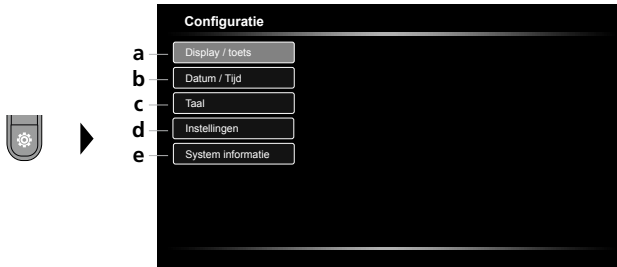 Configuratie
a Display / toets
b Datum / Tijd
c Taal
d Instellingen
e System informatie